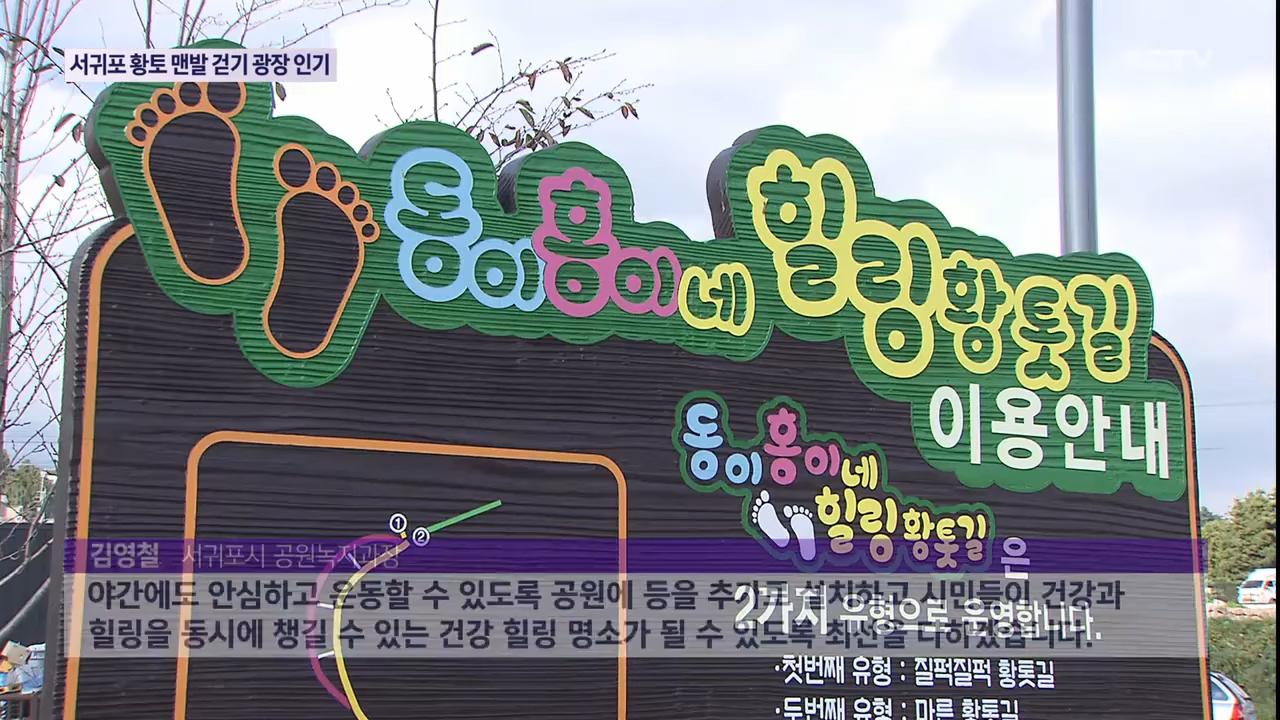 서귀포 황토 맨발 걷기 광장 인기
동이홍이네 힐링황톳길
이용안내
동이홍이네
힐링황톳길은
2가지 유형으로 운영합니다.
·첫번째 유형 : 질퍽질퍽 황톳길
·두번째 유형 : 마른 황톳길
①
②
김영철 서귀포시 공원녹지과장
야간에도 안심하고 운동할 수 있도록 공원에 등을 추가로 설치하고 시민들이 건강과
힐링을 동시에 챙길 수 있는 건강 힐링 명소가 될 수 있도록 최선을 다하겠습니다.